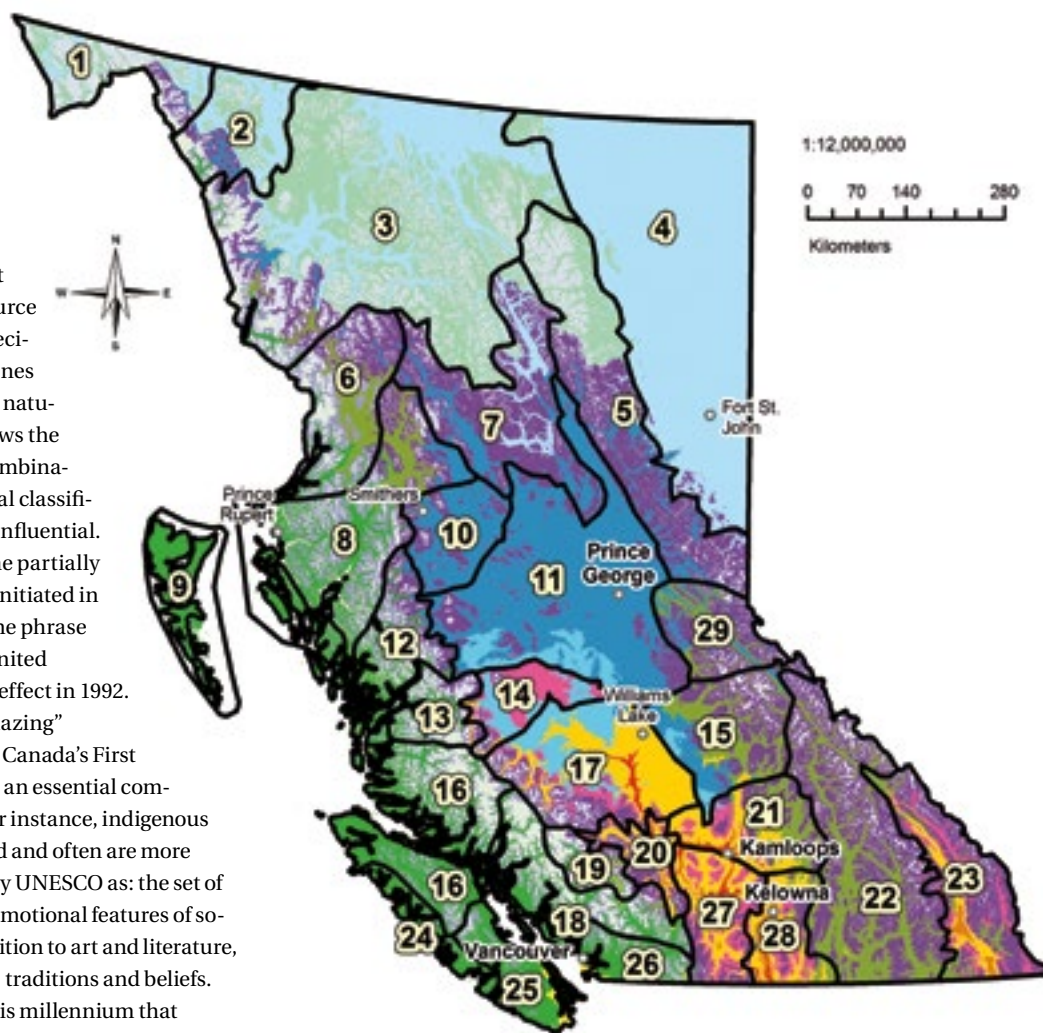 1
2
3
4
1:12,000,000
0 70 140 280
Kilometers
N
W E
S
t
urce
eci-
nes
natu-
ws the
ombina-
al classifi-
nfluential.
ne partially
nitiated in
he phrase
nited
effect in 1992.
azing”
Canada’s First
an essential com-
r instance, indigenous
d and often are more
y UNESCO as: the set of
motional features of so-
ition to art and literature,
traditions and beliefs.
is millennium that
5
6
7
Fort St.
John
Prince
Rupert
Smithers
8
9
10
11
Prince
George
12
29
13
14
Williams
Lake
15
16
17
21
Kamloops
19
20
Kelowna
23
22
16
27
28
18
24
Vancouver
26
25